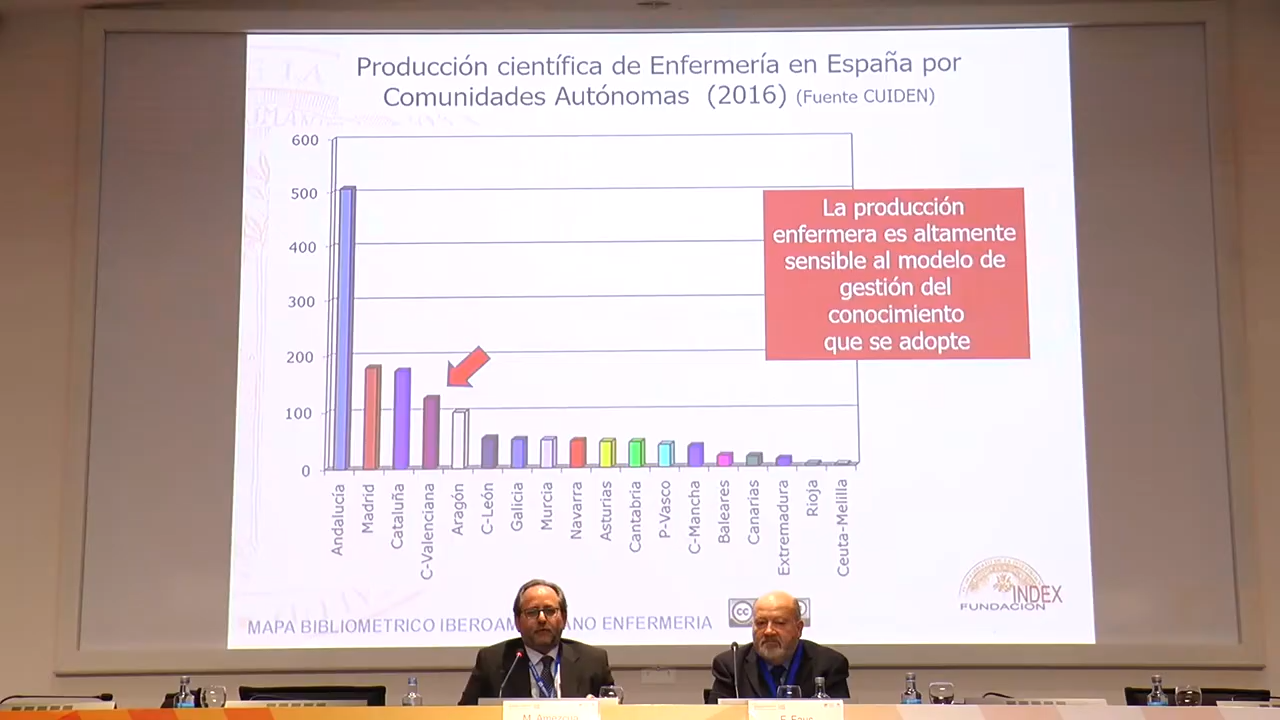 Producción científica de Enfermería en España por
Comunidades Autónomas (2016) (Fuente CUIDEN)
600
500
400
300
200
100
0
La producción
enfermera es altamente
sensible al modelo de
gestión del
conocimiento
que se adopte
Andalucía
Madrid
Cataluña
C-Valenciana
Aragón
C-León
Galicia
Murcia
Navarra
Asturias
Cantabria
P-Vasco
C-Mancha
Baleares
Canarias
Extremadura
Rioja
Ceuta-Melilla
INDEX
FUNDACIÓN
MAPA BIBLIOMETRICO ENFERMERIA
cc